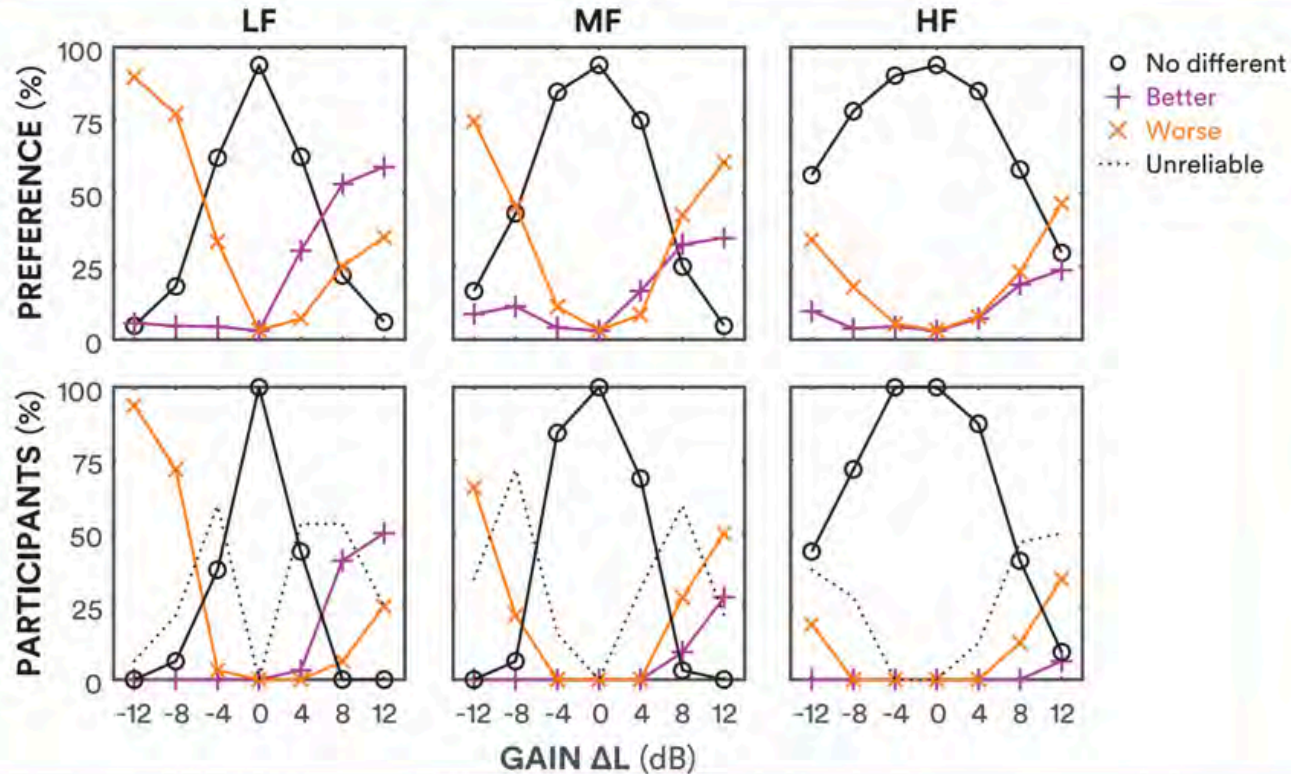 LF MF HF
PREFERENCE (%)
100
75
50
25
0
No different
Better
Worse
Unreliable
PARTICIPANTS (%)
100
75
50
25
0
-12 -8 -4 0 4 8 12 -12 -8 -4 0 4 8 12 -12 -8 -4 0 4 8 12
GAIN ΔL (dB)